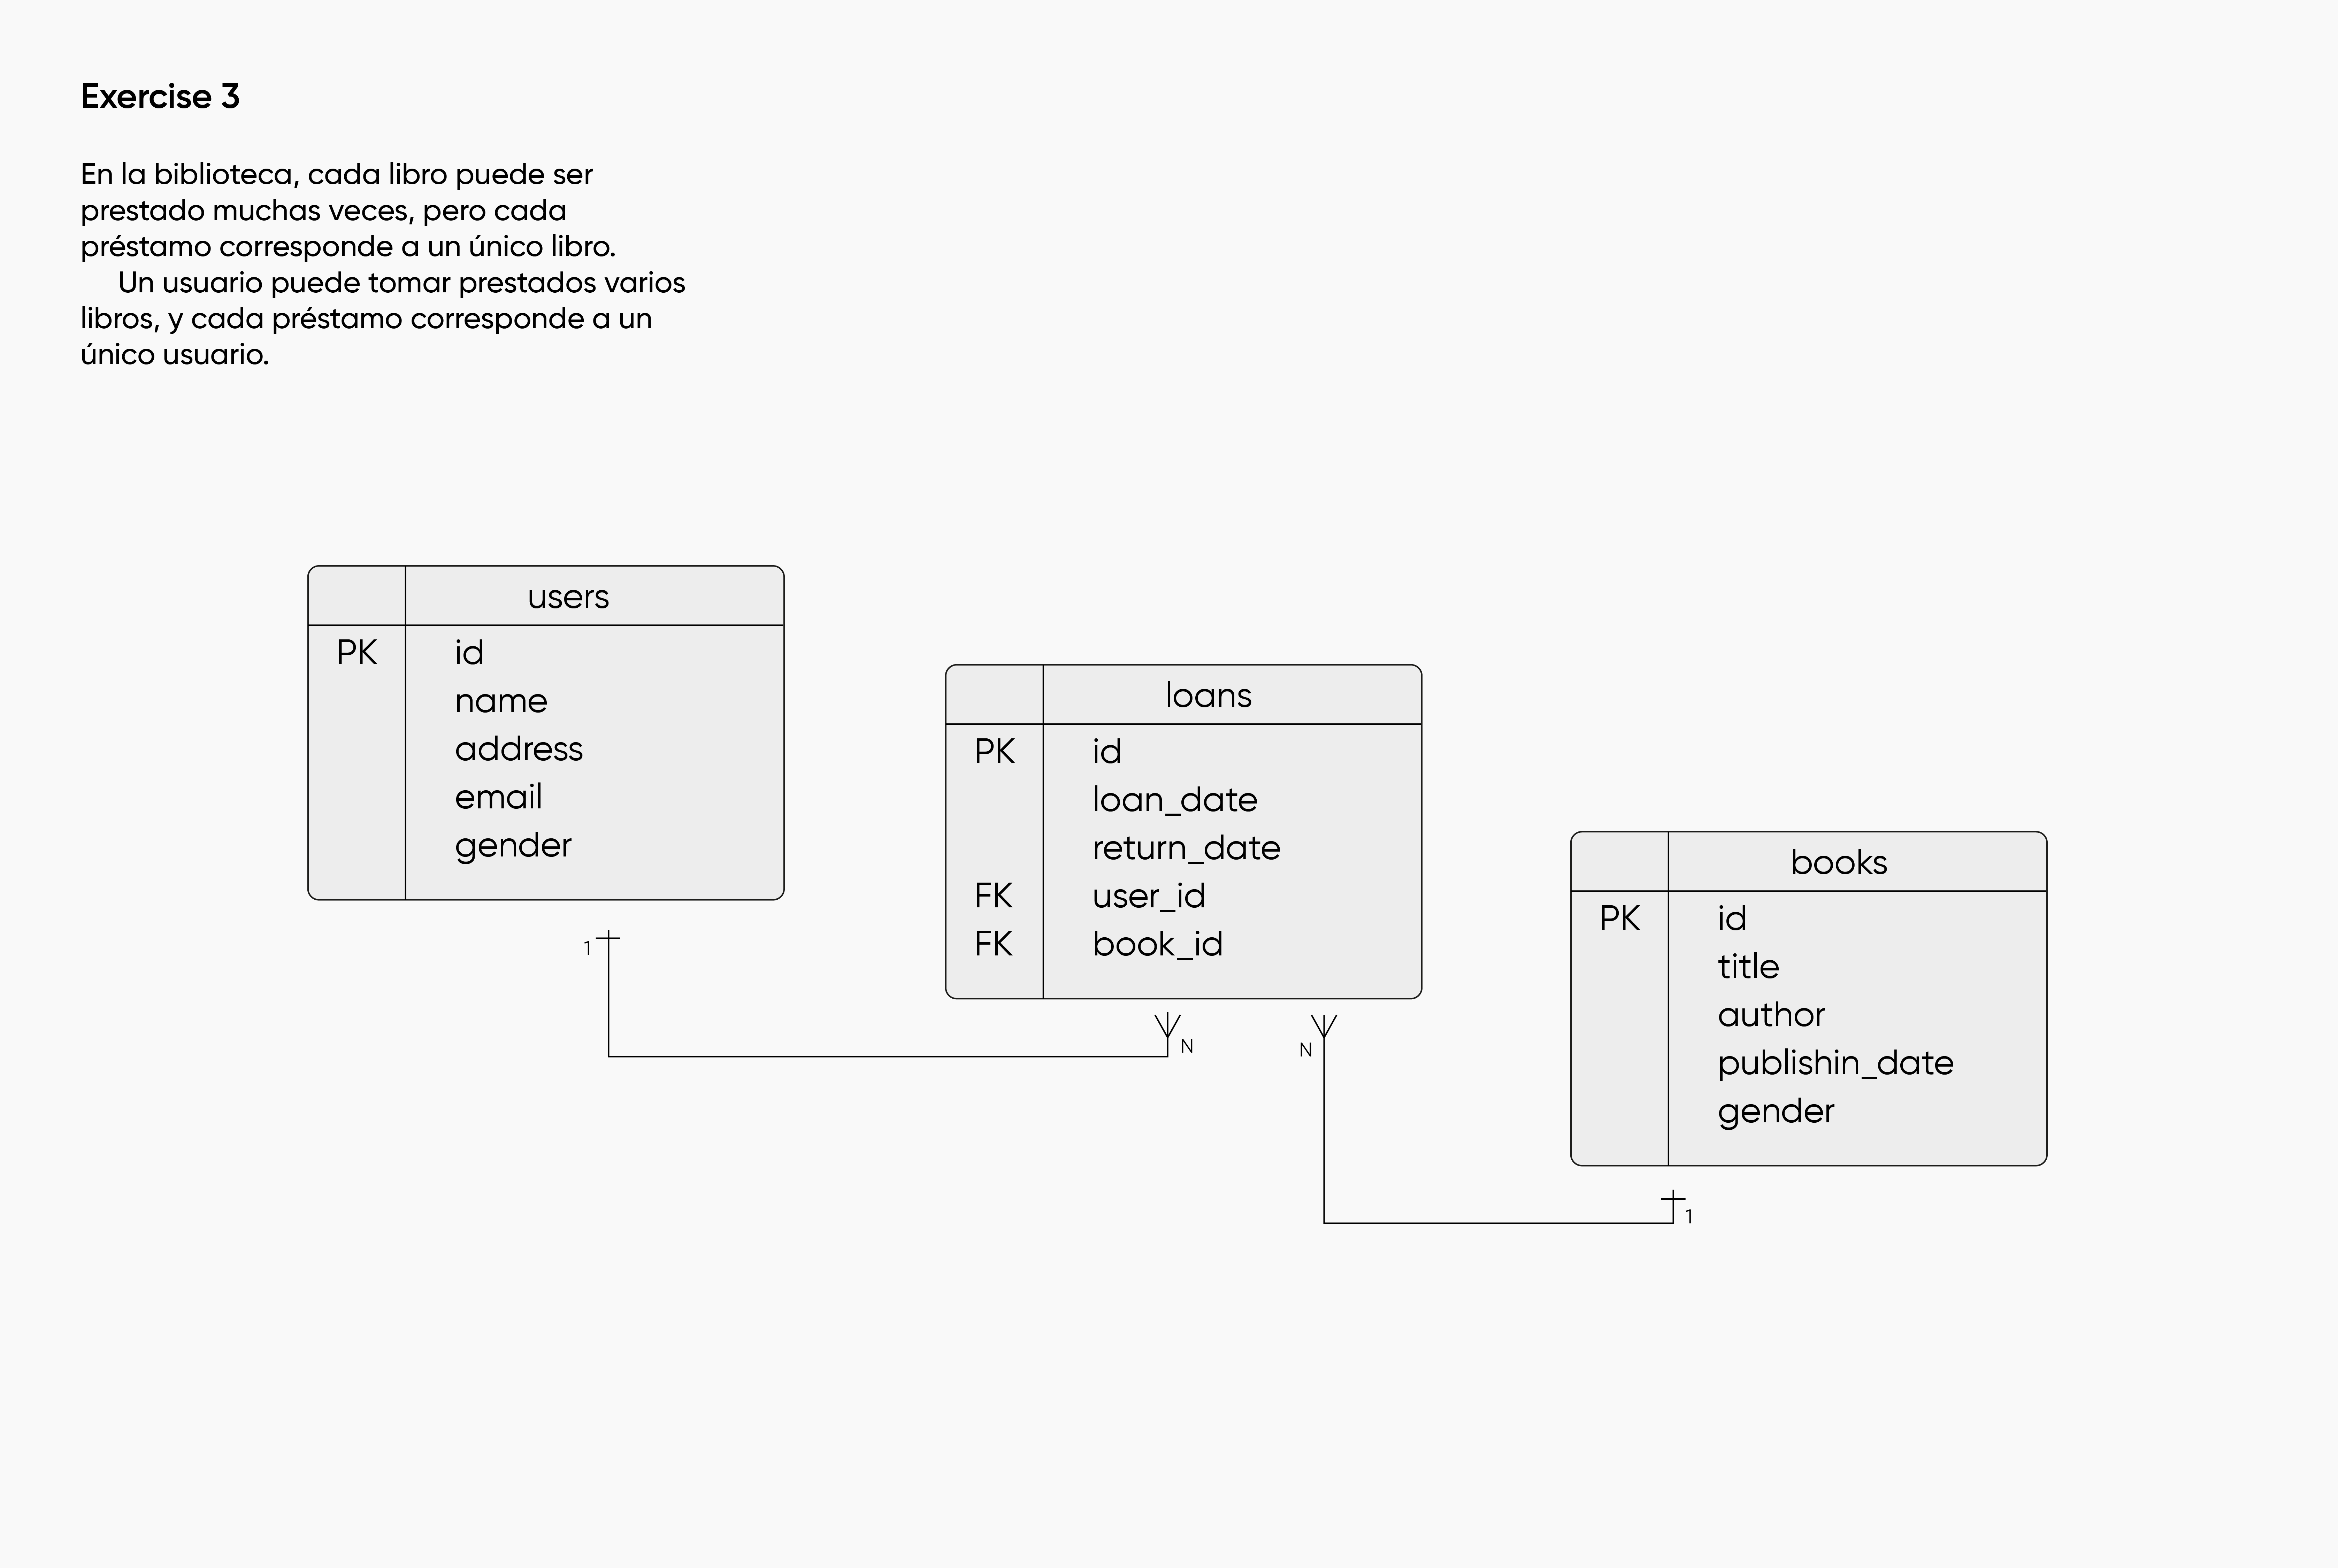 Exercise 3
En la biblioteca, cada libro puede ser
prestado muchas veces, pero cada
préstamo corresponde a un único libro.
Un usuario puede tomar prestados varios
libros, y cada préstamo corresponde a un
único usuario.
users
PK id
name
address
email
gender
1
loans
PK id
loan_date
return_date
FK user_id
FK book_id
N
N
books
PK id
title
author
publishin_date
gender
1